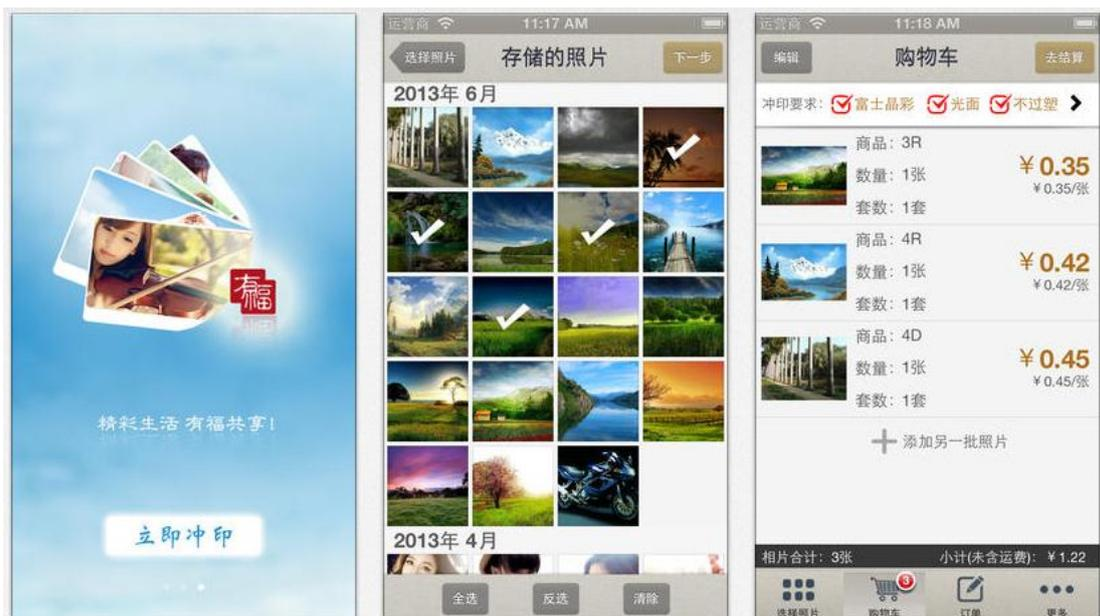 有福
精彩生活 有福共享!
立即冲印
运营商 11:17 AM
选择照片 存储的照片 下一步
2013年 6月
2013年 4月
全选 反选 清除
运营商 11:18 AM
编辑 购物车 去结算
冲印要求: 富士晶彩 光面 不过塑
商品: 3R
¥0.35
数量: 1张
¥0.35/张
套数: 1套
商品: 4R
¥0.42
数量: 1张
¥0.42/张
套数: 1套
商品: 4D
¥0.45
数量: 1张
¥0.45/张
套数: 1套
添加另一批照片
相片合计: 3张 小计(未含运费): ¥1.22
3
选择照片 购物车 订单 更多